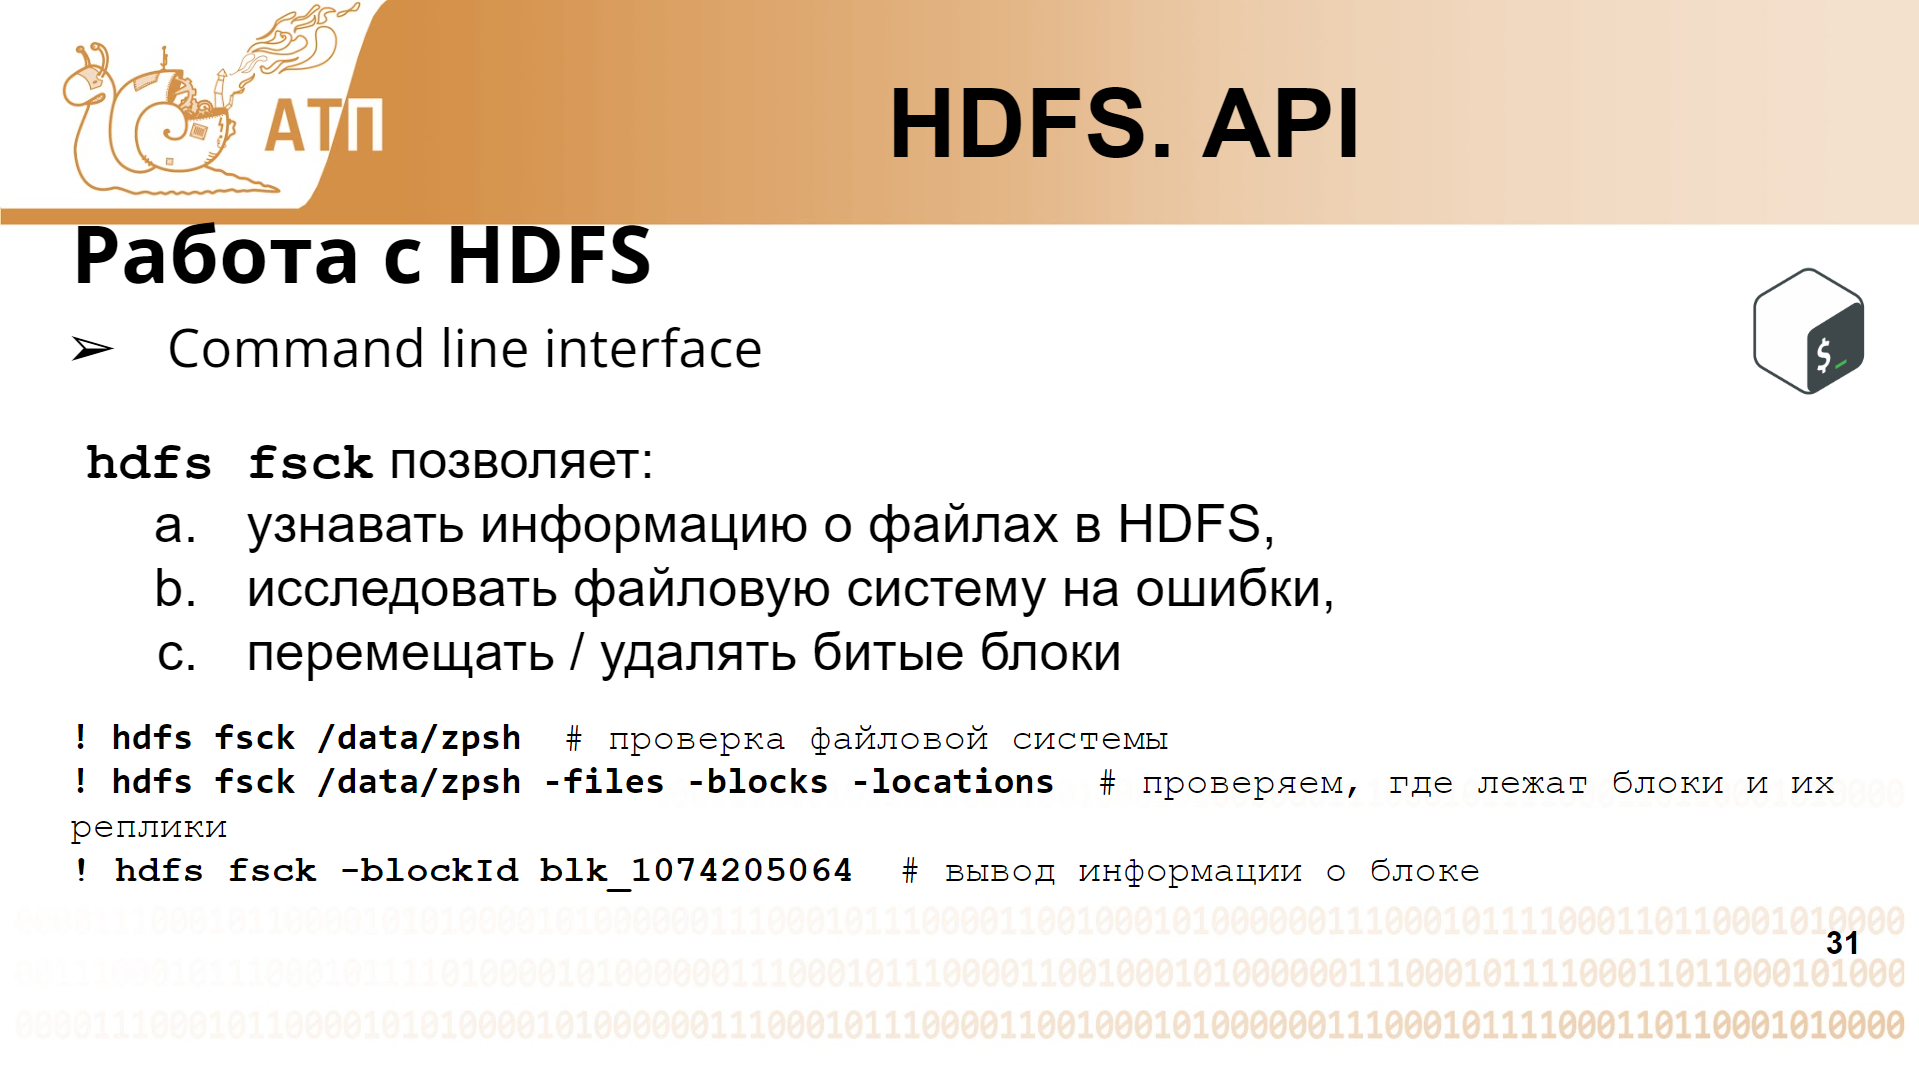 АТП
HDFS. API
Работа с HDFS
➢ Command line interface
$_
hdfs fsck позволяет:
a. узнавать информацию о файлах в HDFS,
b. исследовать файловую систему на ошибки,
c. перемещать / удалять битые блоки
! hdfs fsck /data/zpsh # проверка файловой системы
! hdfs fsck /data/zpsh -files -blocks -locations # проверяем, где лежат блоки и их
реплики
! hdfs fsck -blockId blk_1074205064 # вывод информации о блоке
31